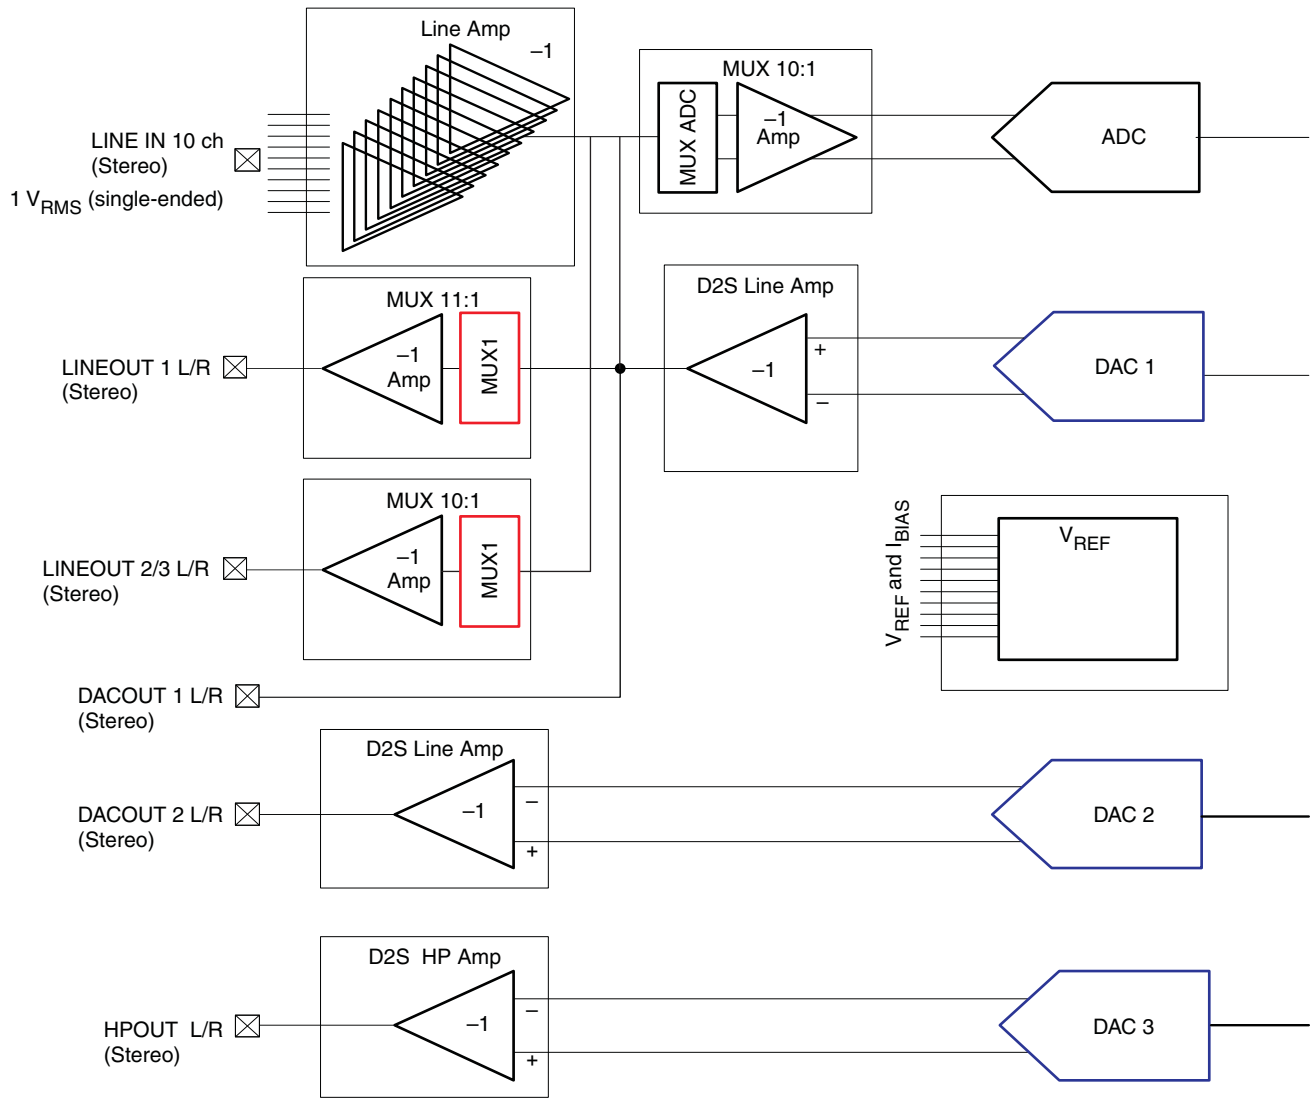 Line Amp
–1
LINE IN 10 ch
(Stereo)
1 VRMS (single-ended)
MUX 10:1
MUX ADC
–1
Amp
ADC
MUX 11:1
–1
Amp
MUX1
LINEOUT 1 L/R
(Stereo)
D2S Line Amp
–1
+
–
DAC 1
MUX 10:1
–1
Amp
MUX1
LINEOUT 2/3 L/R
(Stereo)
VREF and IBIAS
VREF
DACOUT 1 L/R
(Stereo)
D2S Line Amp
–1
–
+
DACOUT 2 L/R
(Stereo)
DAC 2
D2S HP Amp
–1
–
+
HPOUT L/R
(Stereo)
DAC 3